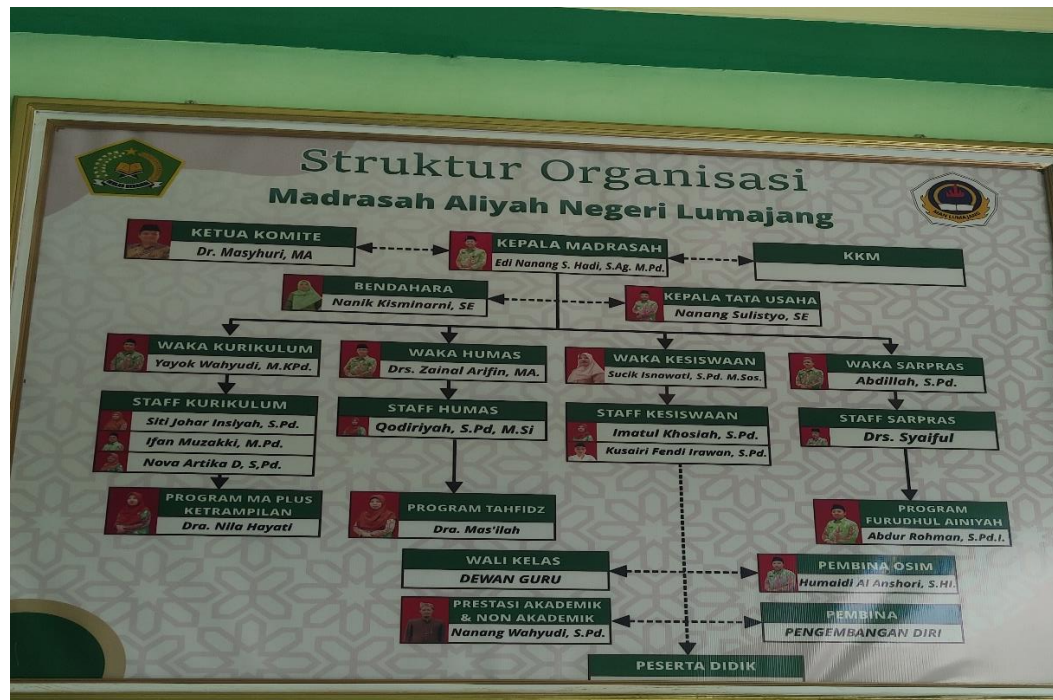 Struktur Organisasi
Madrasah Aliyah Negeri Lumajang
KETUA KOMITE
Dr. Masyhuri, MA
KEPALA MADRASAH
Edi Nanang S. Hadi, S.Ag. M.Pd.
KKM
BENDAHARA
Nanik Kisminarni, SE
KEPALA TATA USAHA
Nanang Sulistyo, SE
WAKA KURIKULUM
Yayok Wahyudi, M.KPd.
WAKA HUMAS
Drs. Zainal Arifin, MA.
WAKA KESISWAAN
Sucik Isnawati, S.Pd. M.Sos.
WAKA SARPRAS
Abdillah, S.Pd.
STAFF KURIKULUM
Siti Johar Insiyah, S.Pd.
Ifan Muzakki, M.Pd.
Nova Artika D, S,Pd.
STAFF HUMAS
Qodiriyah, S.Pd, M.Si
STAFF KESISWAAN
Imatul Khosiah, S.Pd.
Kusairi Fendi Irawan, S.Pd.
STAFF SARPRAS
Drs. Syaiful
PROGRAM MA PLUS
KETRAMPILAN
Dra. Nila Hayati
PROGRAM TAHFIDZ
Dra. Mas'ilah
PROGRAM
FURUDHUL AINIYAH
Abdur Rohman, S.Pd.I.
WALI KELAS
DEWAN GURU
PEMBINA OSIM
Humaidi Al Anshori, S.HI.
PRESTASI AKADEMIK
& NON AKADEMIK
Nanang Wahyudi, S.Pd.
PEMBINA
PENGEMBANGAN DIRI
PESERTA DIDIK
MAN LUMAJANG